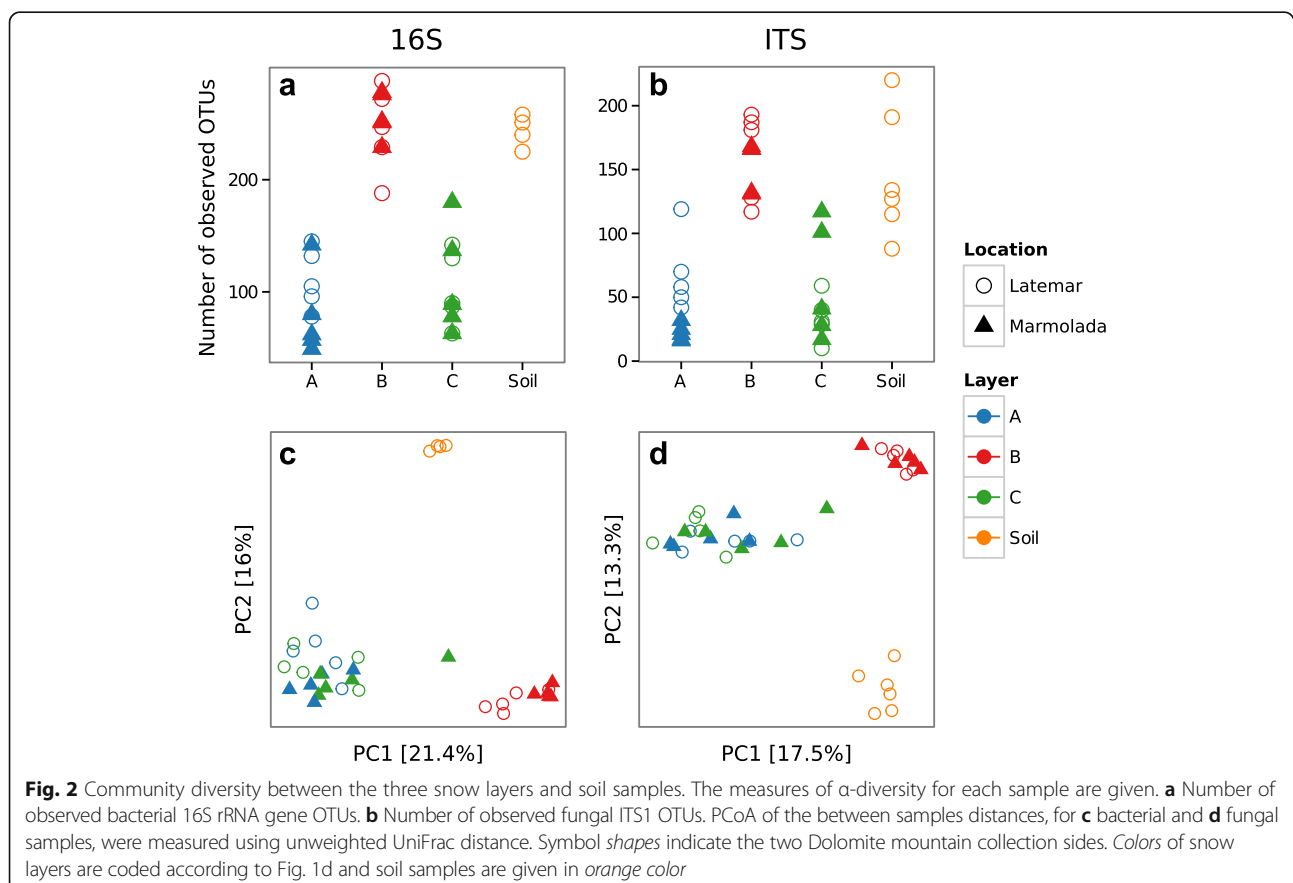 16S
ITS
a
b
Number of observed OTUs
200
100
200
150
100
50
0
A
B
C
Soil
A
B
C
Soil
Location
Latemar
Marmolada
Layer
A
B
C
Soil
c
d
PC2 [16%]
PC2 [13.3%]
PC1 [21.4%]
PC1 [17.5%]
Fig. 2 Community diversity between the three snow layers and soil samples. The measures of α-diversity for each sample are given. a Number of
observed bacterial 16S rRNA gene OTUs. b Number of observed fungal ITS1 OTUs. PCoA of the between samples distances, for c bacterial and d fungal
samples, were measured using unweighted UniFrac distance. Symbol shapes indicate the two Dolomite mountain collection sides. Colors of snow
layers are coded according to Fig. 1d and soil samples are given in orange color